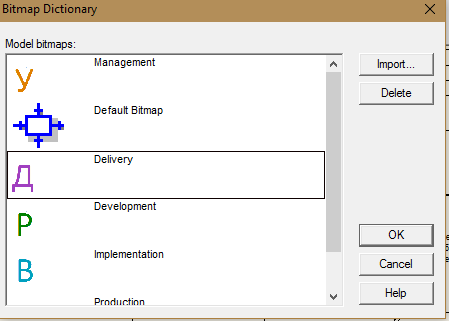 Bitmap Dictionary
Model bitmaps:
У
Management
Default Bitmap
Д
Delivery
Р
Development
В
Implementation
Production
Import...
Delete
OK
Cancel
Help